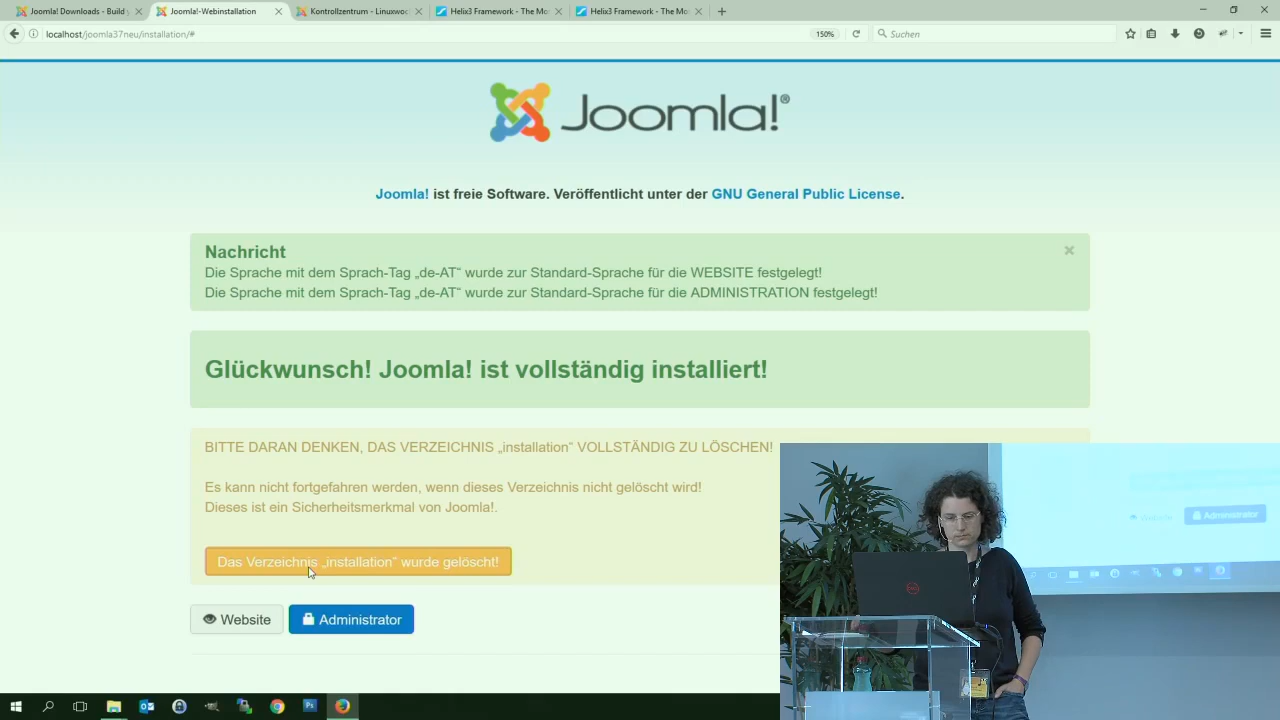 Joomla! Downloads - Build
Joomla!-Webinstallation
Kontrollzentrum - Linuxwo
Helix3 Framework - The Mo
Helix3 Framework - The Mo
localhost/joomla37neu/installation/#
150%
Suchen
Joomla!®
Joomla! ist freie Software. Veröffentlicht unter der GNU General Public License.
Nachricht
Die Sprache mit dem Sprach-Tag „de-AT“ wurde zur Standard-Sprache für die WEBSITE festgelegt!
Die Sprache mit dem Sprach-Tag „de-AT“ wurde zur Standard-Sprache für die ADMINISTRATION festgelegt!
Glückwunsch! Joomla! ist vollständig installiert!
BITTE DARAN DENKEN, DAS VERZEICHNIS „installation“ VOLLSTÄNDIG ZU LÖSCHEN!
Es kann nicht fortgefahren werden, wenn dieses Verzeichnis nicht gelöscht wird!
Dieses ist ein Sicherheitsmerkmal von Joomla!.
Das Verzeichnis „installation“ wurde gelöscht!
Website
Administrator
Administrator